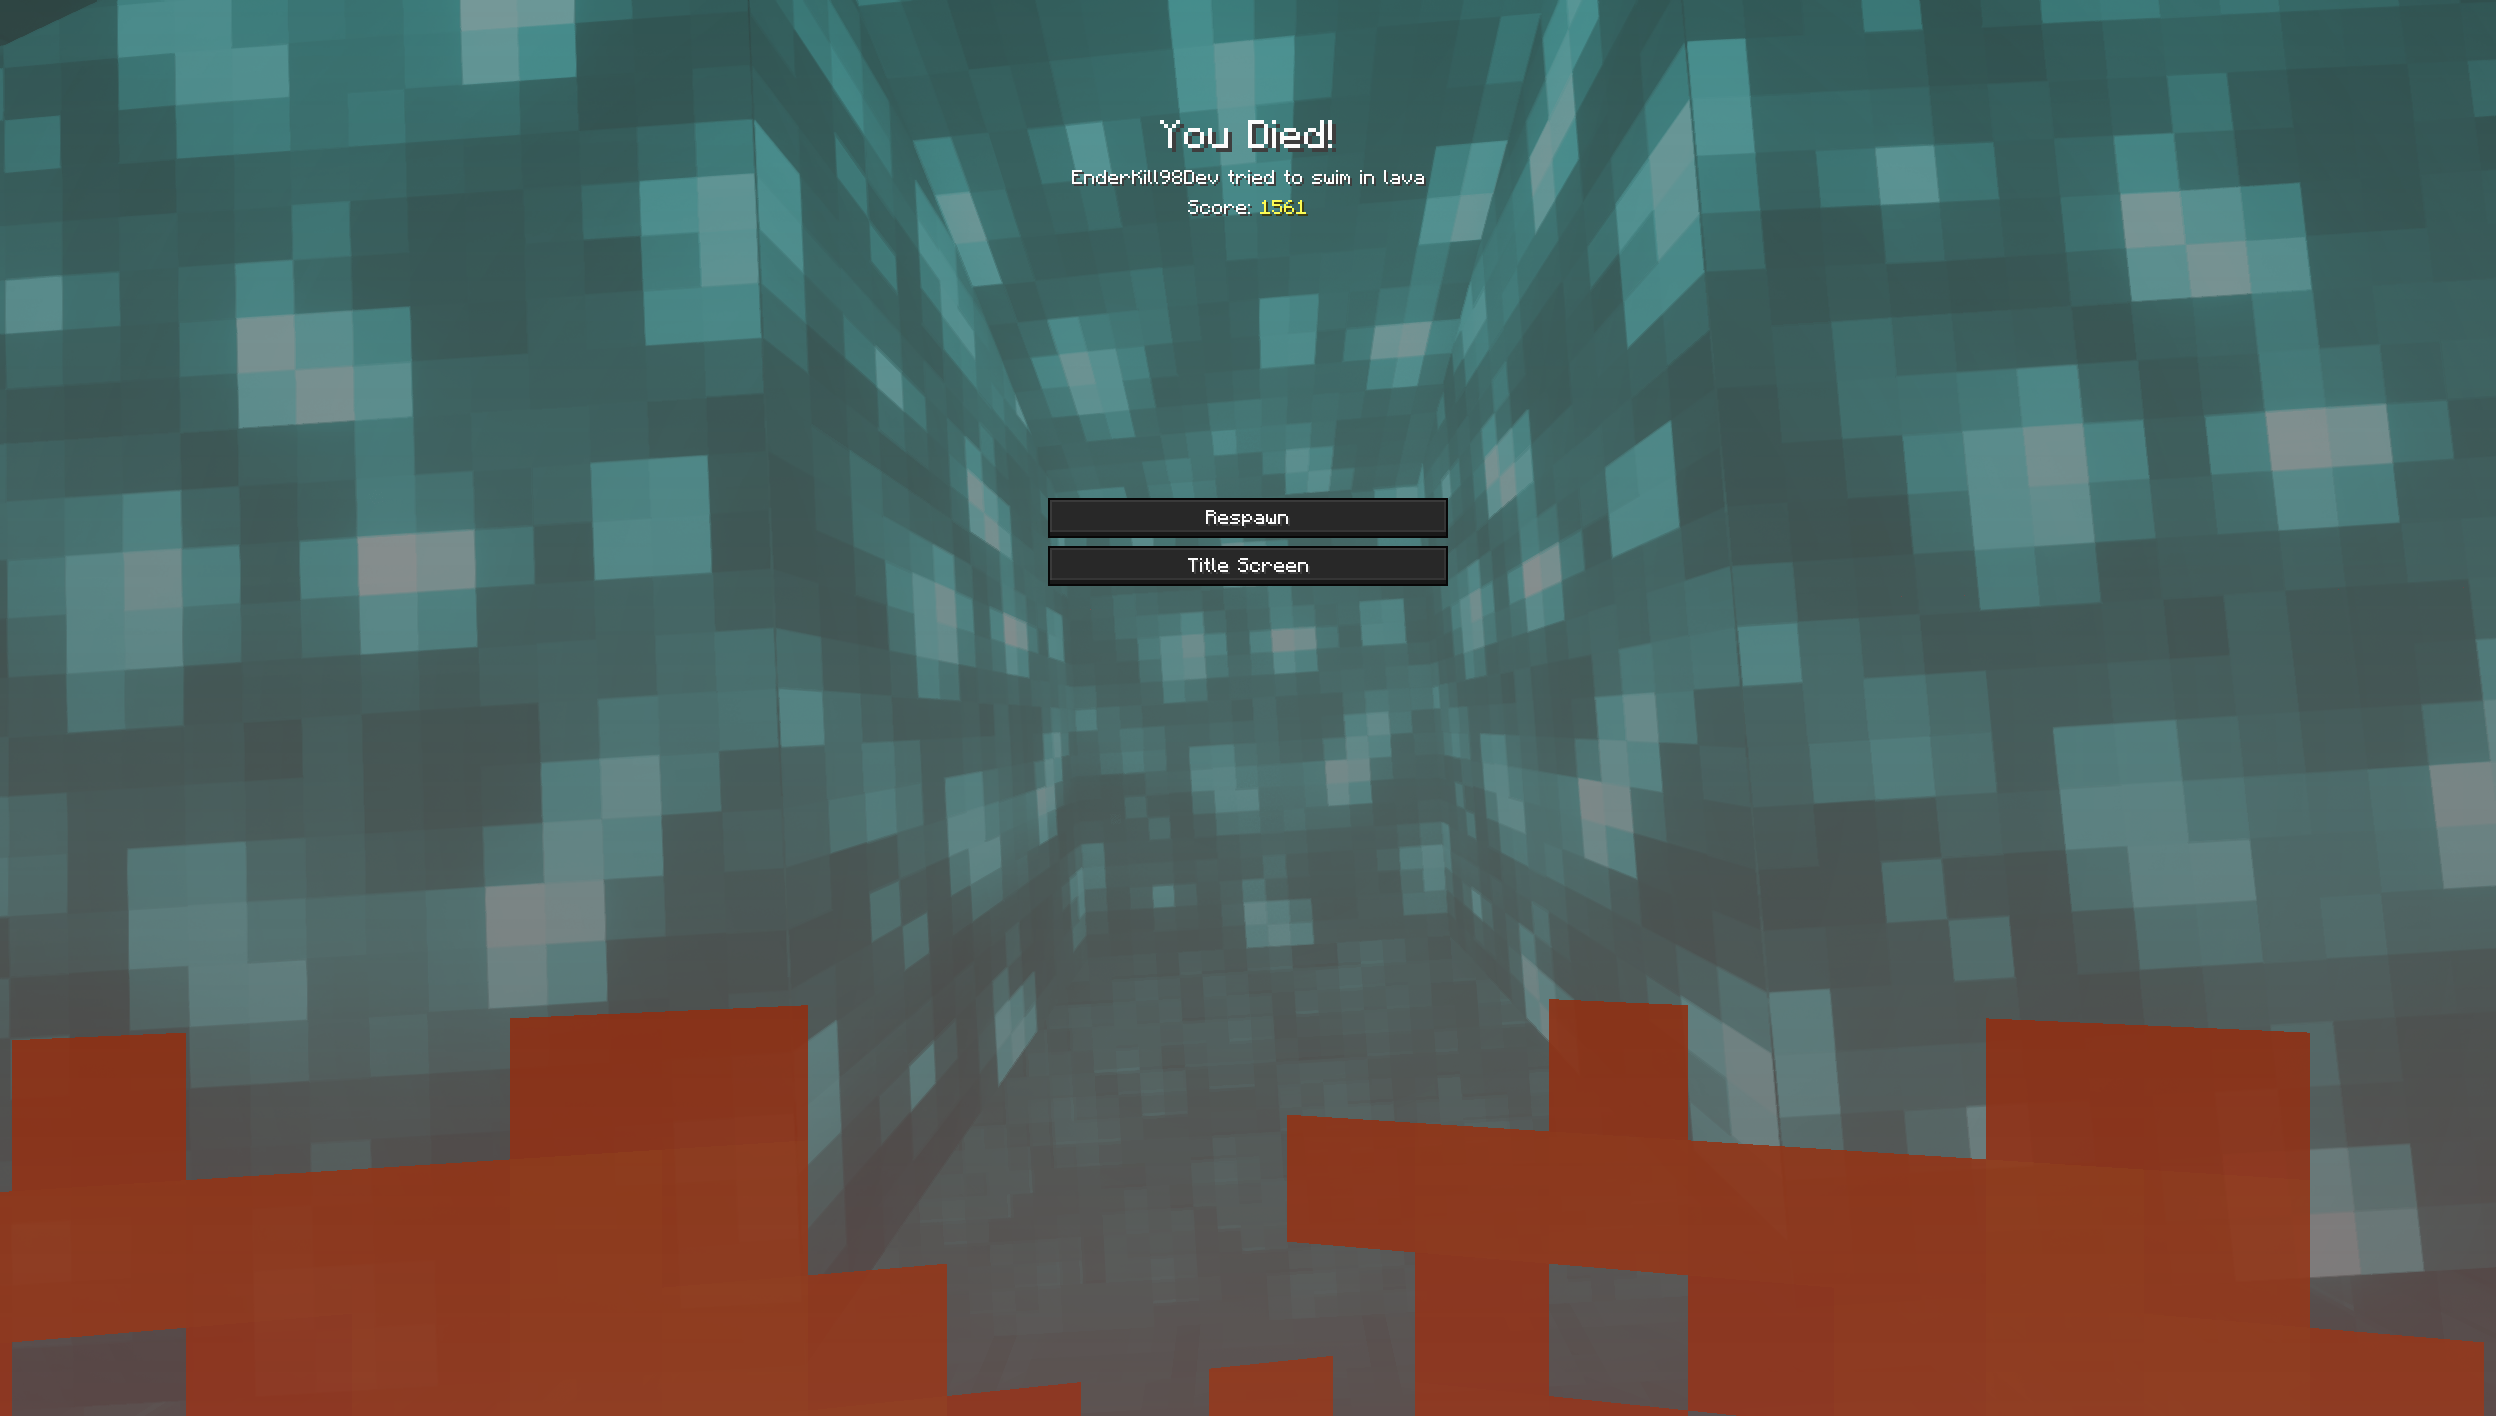 You Died!
EnderKill98Dev tried to swim in lava
Score: 1561
Respawn
Title Screen